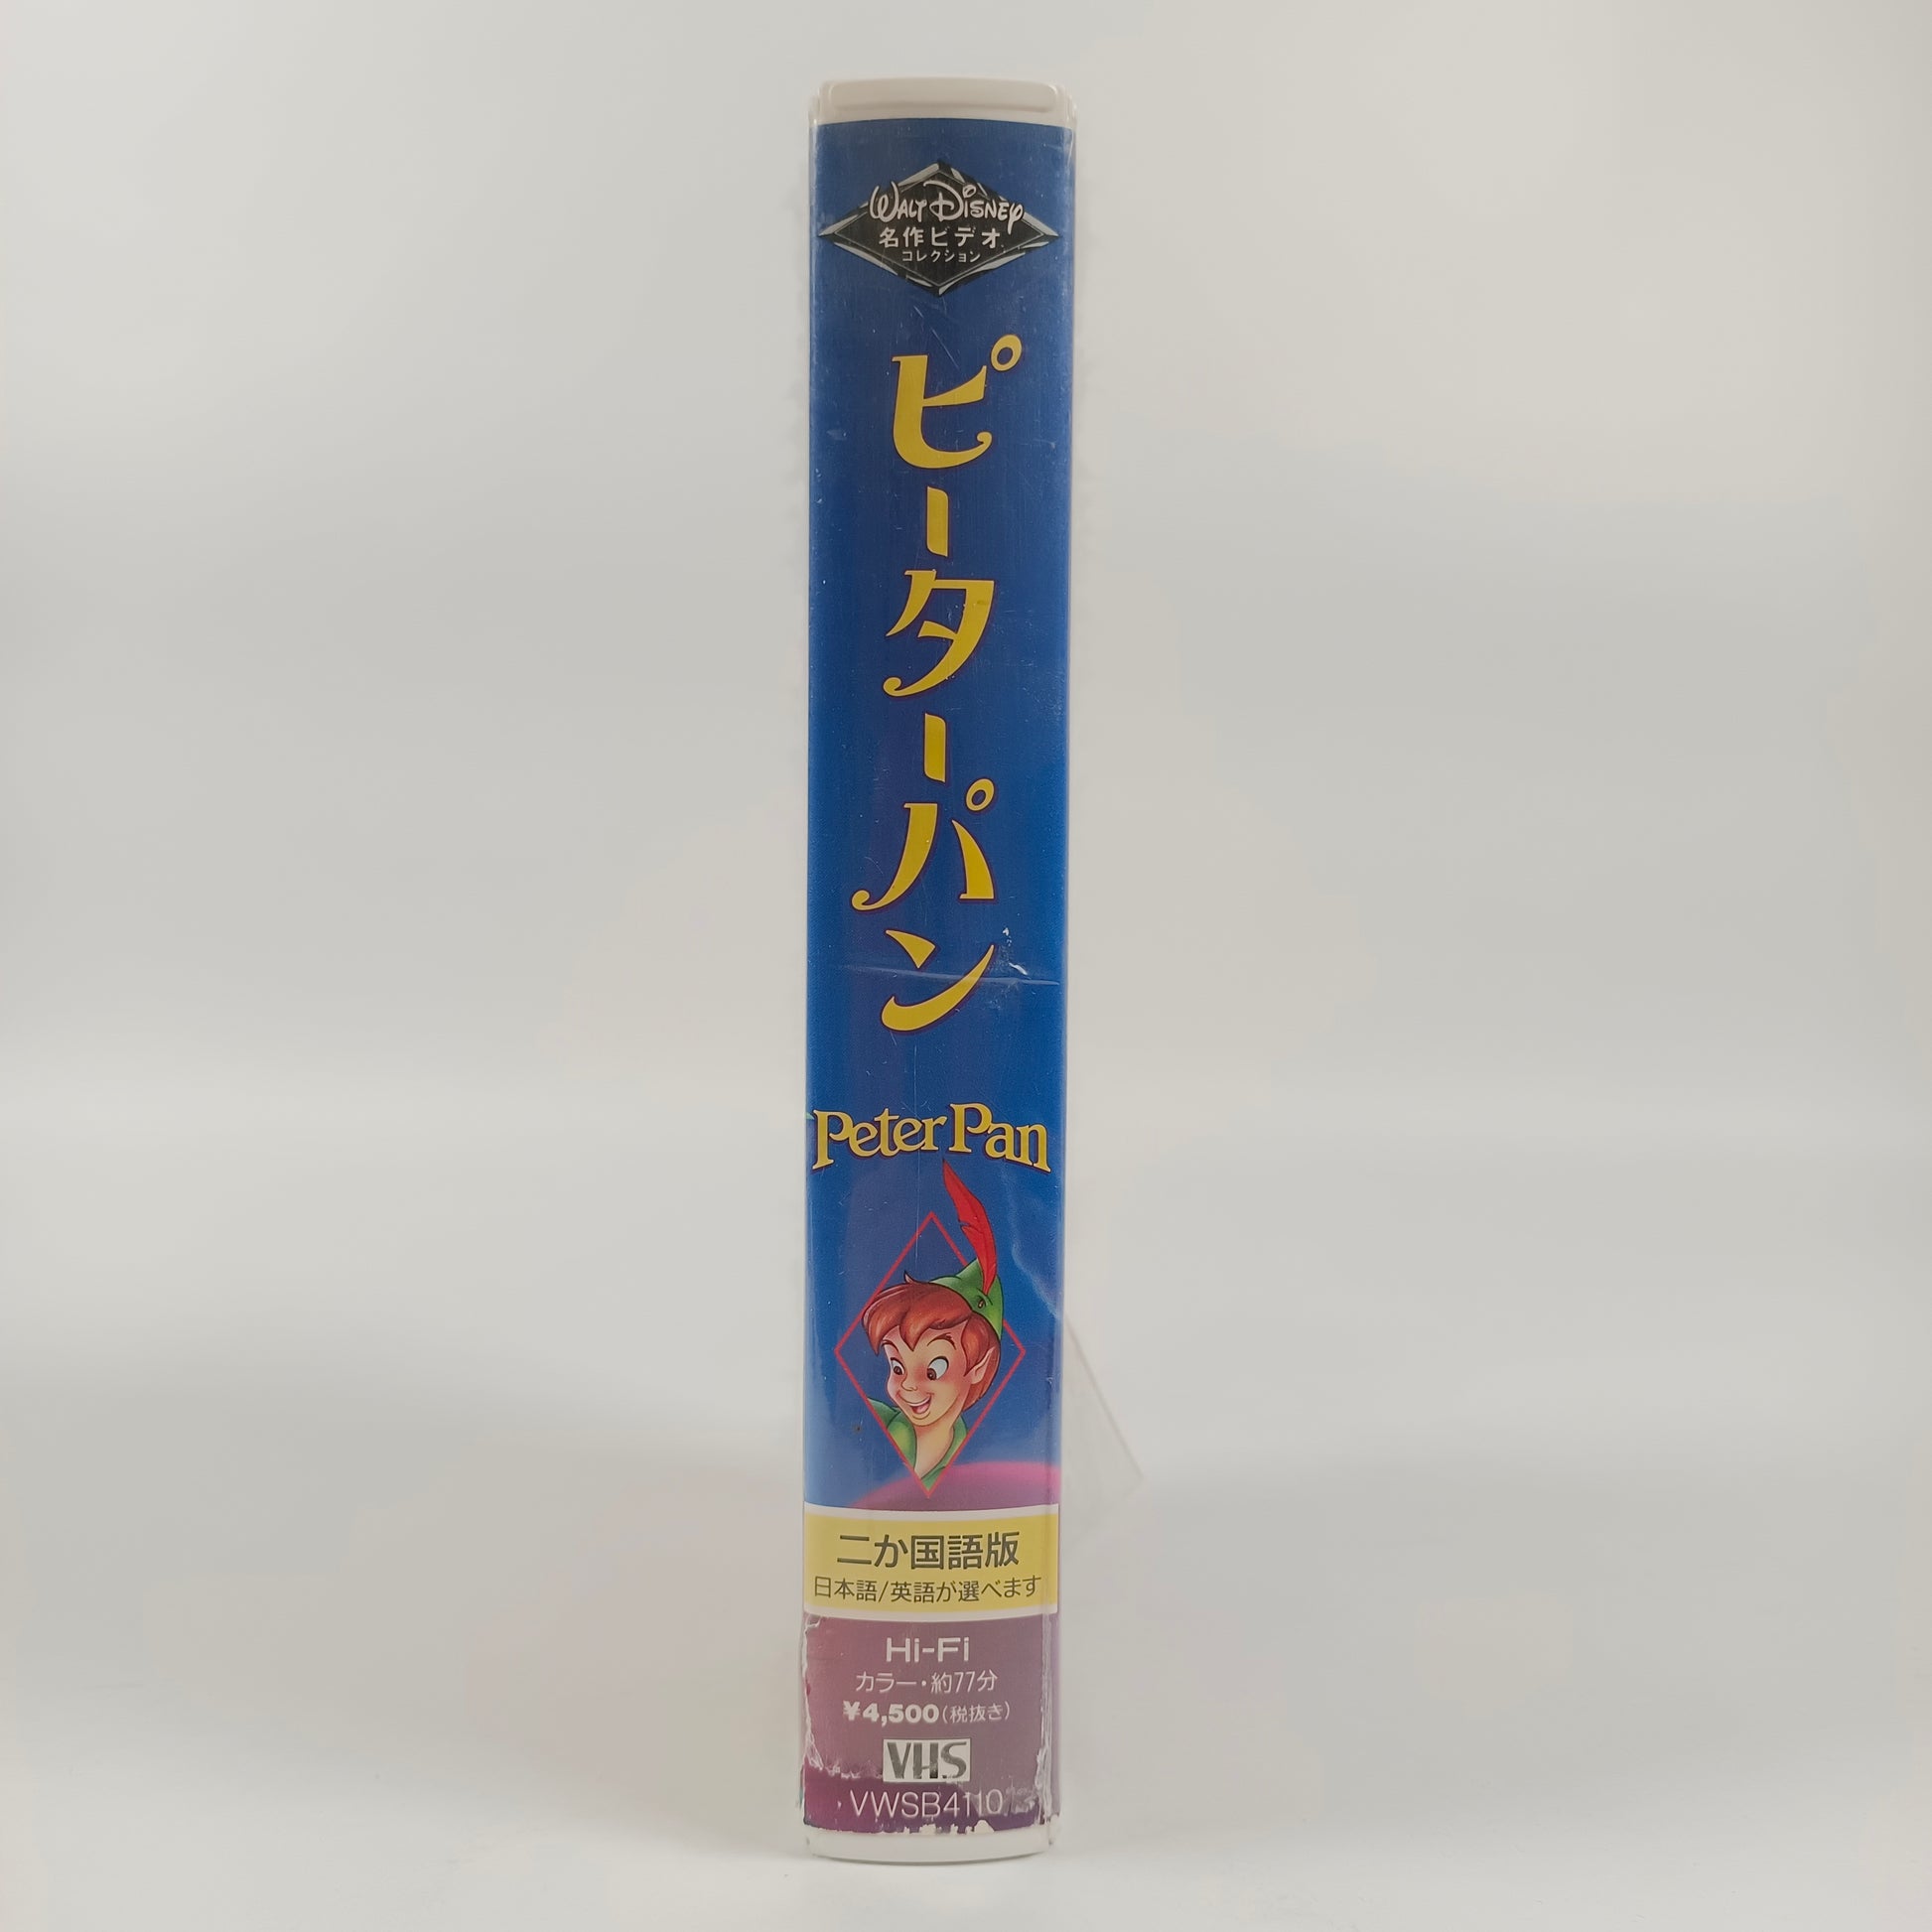 WALT DISNEY
名作ビデオ
コレクション
ピーターパン
Peter Pan
二か国語版
日本語/英語が選べます
Hi-Fi
カラー・約77分
¥4,500(税抜き)
VHS
VWSB4110